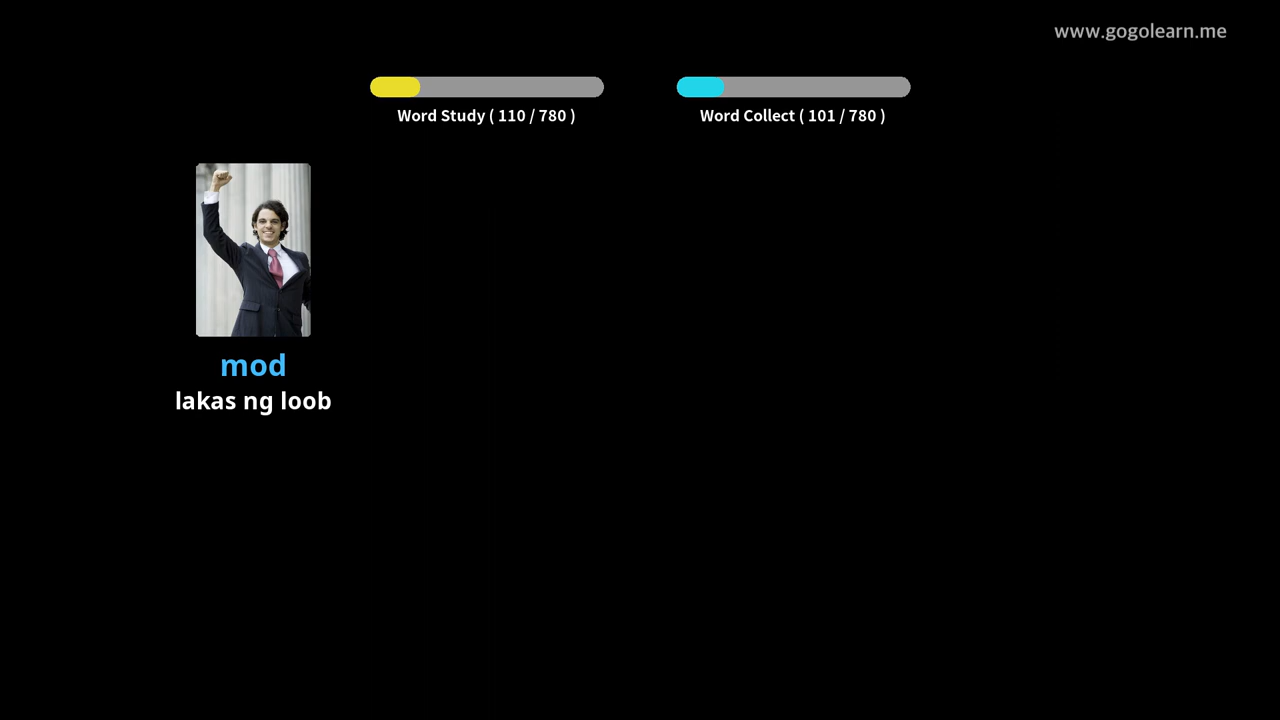 www.gogolearn.me
Word Study ( 110 / 780 )
Word Collect ( 101 / 780 )
mod
lakas ng loob